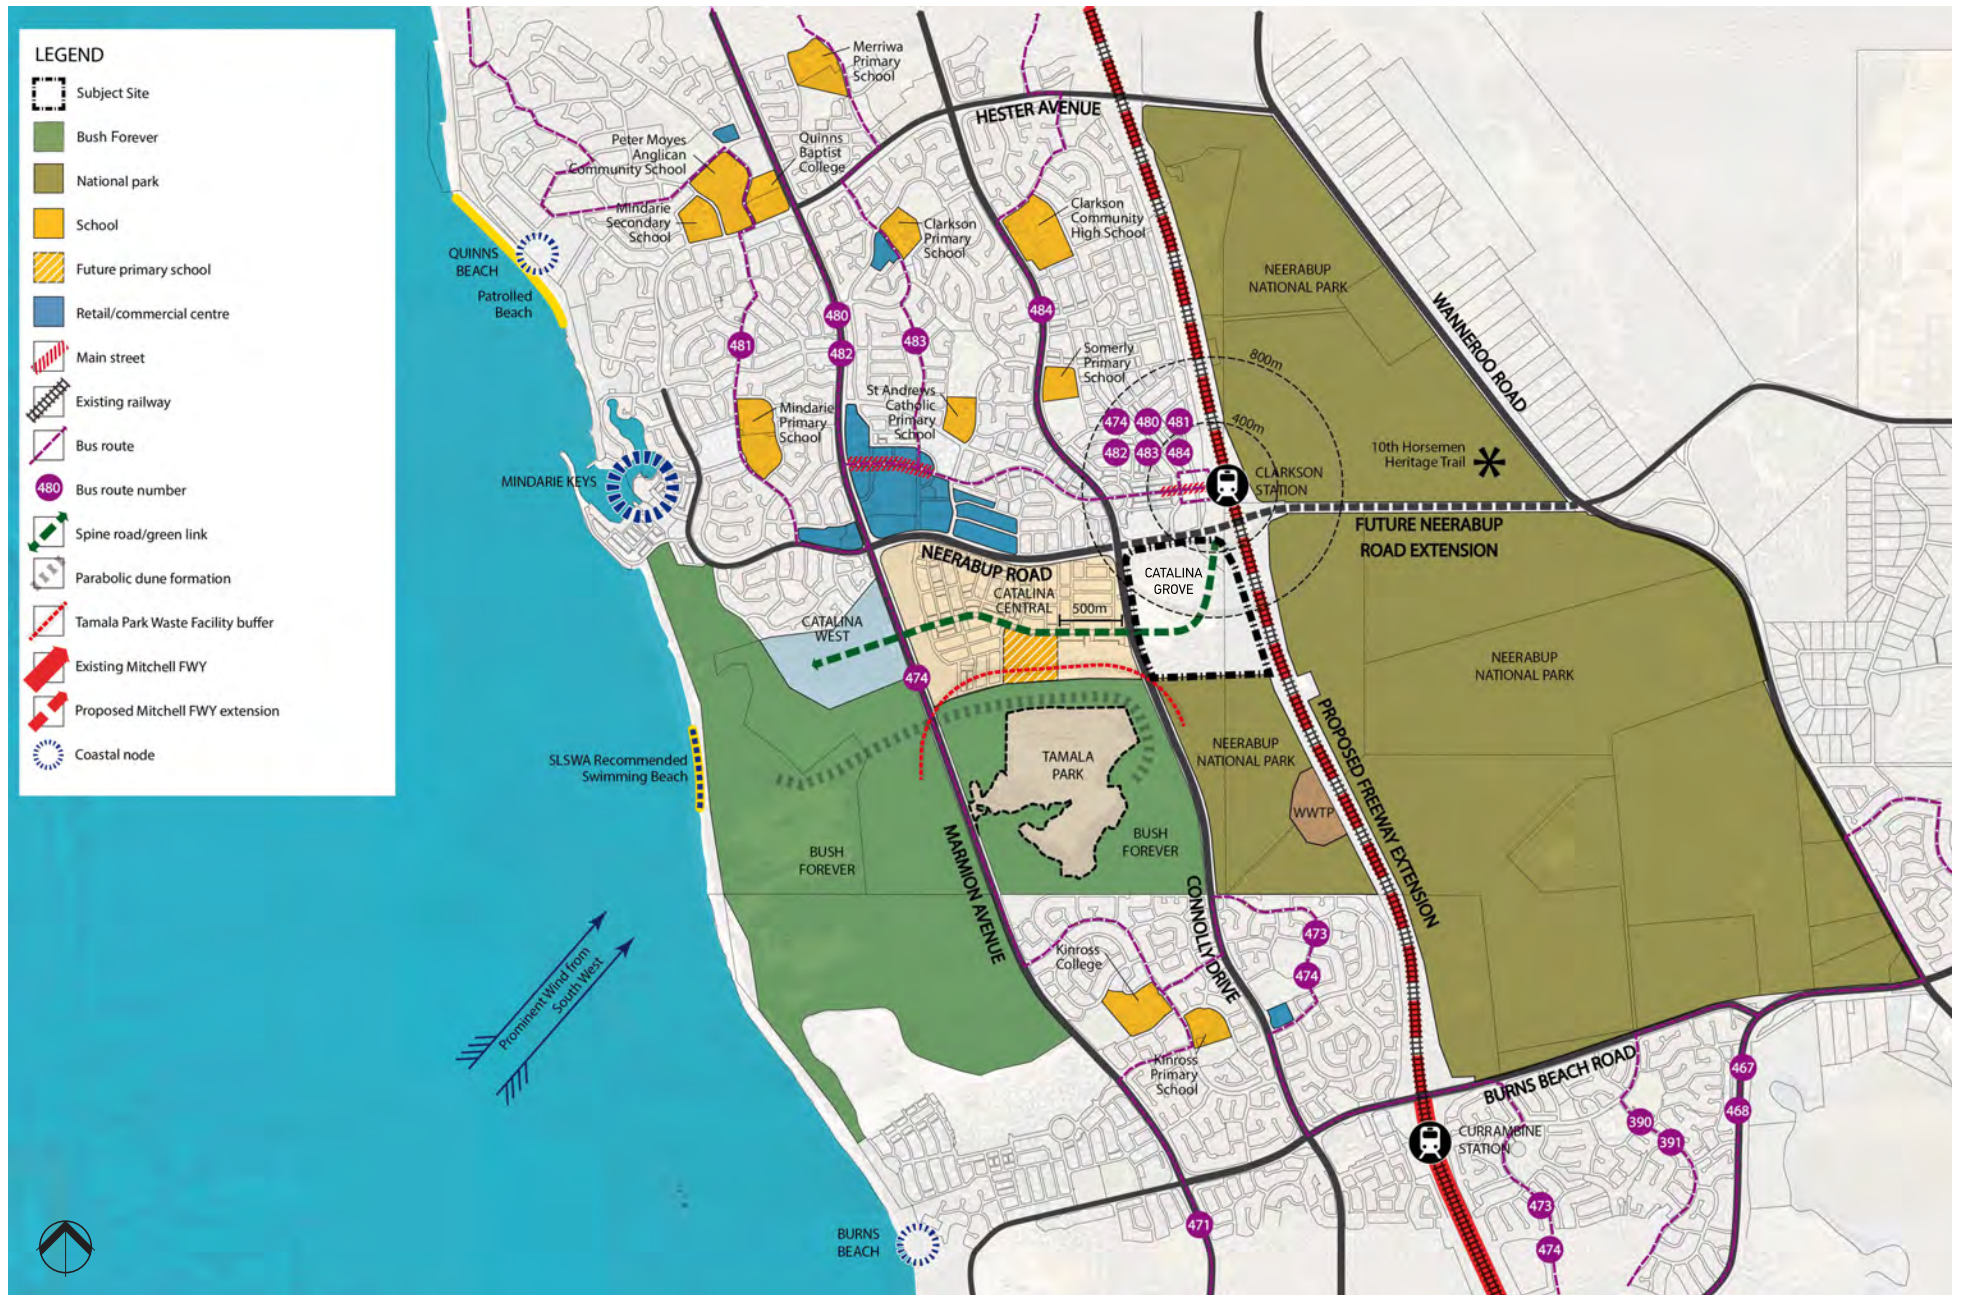 LEGEND
Subject Site
Bush Forever
National park
School
Future primary school
Retail/commercial centre
Main street
Existing railway
Bus route
480
Bus route number
Spine road/green link
Parabolic dune formation
Tamala Park Waste Facility buffer
Existing Mitchell FWY
Proposed Mitchell FWY extension
Coastal node
Merriwa
Primary
School
HESTER AVENUE
Peter Moyes
Anglican
Community School
Quinns
Baptist
College
Mindarie
Secondary
School
Clarkson
Primary
School
Clarkson
Community
High School
QUINNS
BEACH
Patrolled
Beach
NEERABUP
NATIONAL PARK
WANNEROO ROAD
480
484
481
482
483
Somerly
Primary
School
800m
400m
St Andrews
Catholic
Primary
School
Mindarie
Primary
School
474
480
481
482
483
484
10th Horsemen
Heritage Trail
MINDARIE KEYS
CLARKSON
STATION
FUTURE NEERABUP
ROAD EXTENSION
NEERABUP ROAD
CATALINA
CENTRAL
500m
CATALINA
GROVE
CATALINA
WEST
474
NEERABUP
NATIONAL PARK
PROPOSED FREEWAY EXTENSION
SLSWA Recommended
Swimming Beach
TAMALA
PARK
NEERABUP
NATIONAL PARK
WWTP
BUSH
FOREVER
BUSH
FOREVER
MARMION AVENUE
CONNOLLY DRIVE
Prominent Wind from
South West
Kinross
College
473
474
Kinross
Primary
School
BURNS BEACH ROAD
467
468
390
391
CURRAMBINE
STATION
473
474
471
BURNS
BEACH